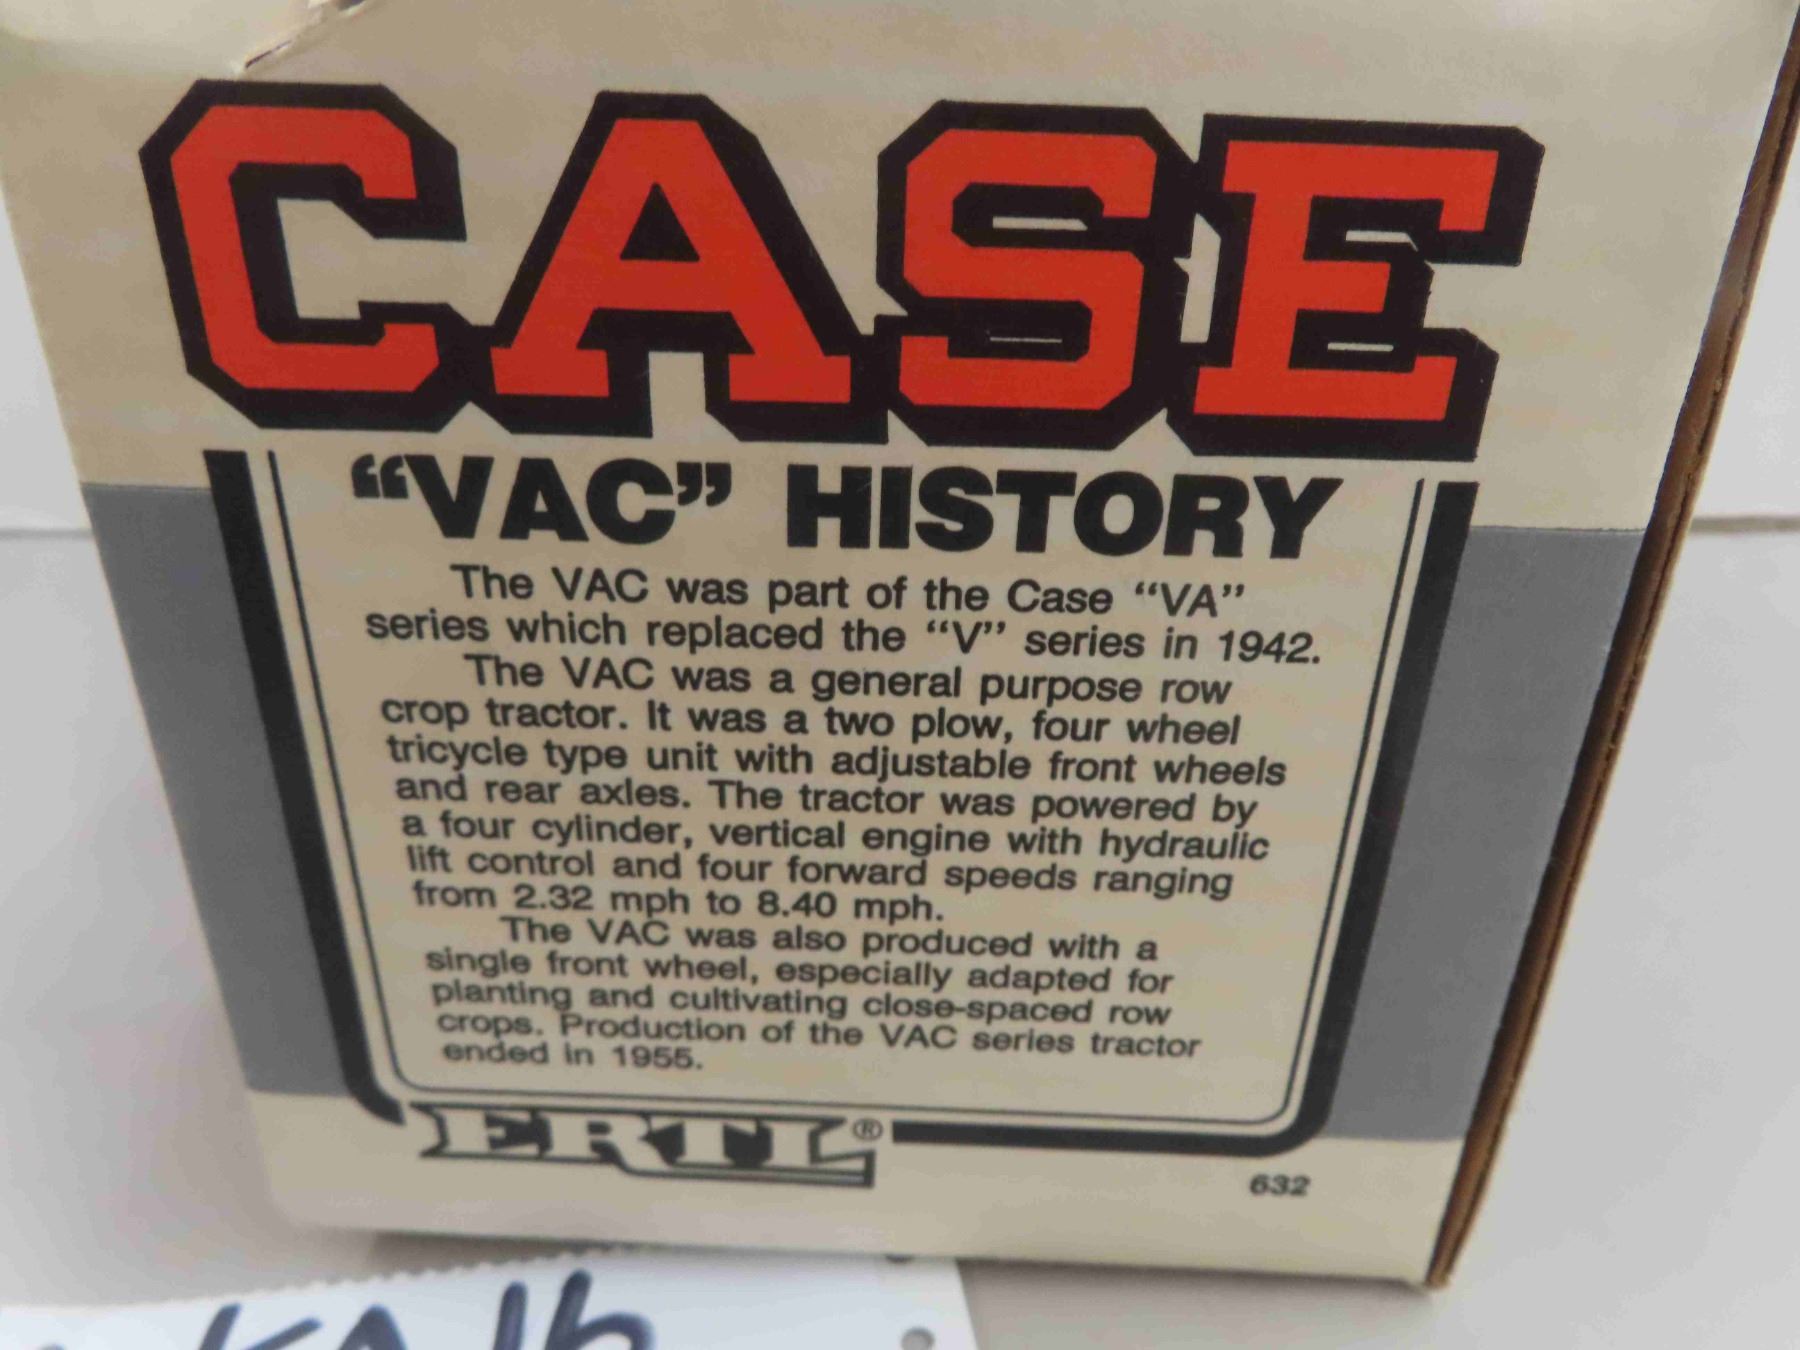 CASE
“VAC” HISTORY
The VAC was part of the Case “VA”
series which replaced the “V” series in 1942.
The VAC was a general purpose row
crop tractor. It was a two plow, four wheel
tricycle type unit with adjustable front wheels
and rear axles. The tractor was powered by
a four cylinder, vertical engine with hydraulic
lift control and four forward speeds ranging
from 2.32 mph to 8.40 mph.
The VAC was also produced with a
single front wheel, especially adapted for
planting and cultivating close-spaced row
crops. Production of the VAC series tractor
ended in 1955.
ERTL®
632